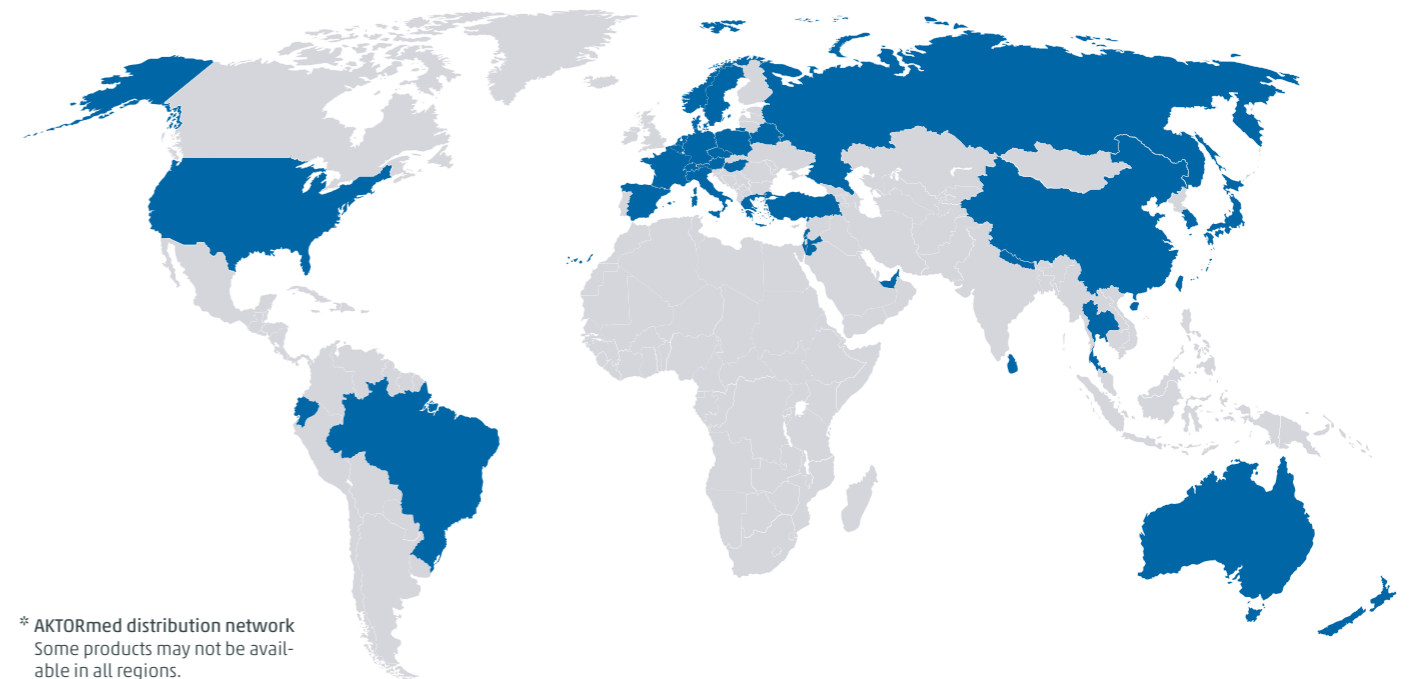 * AKTORmed distribution network
Some products may not be avail-
able in all regions.